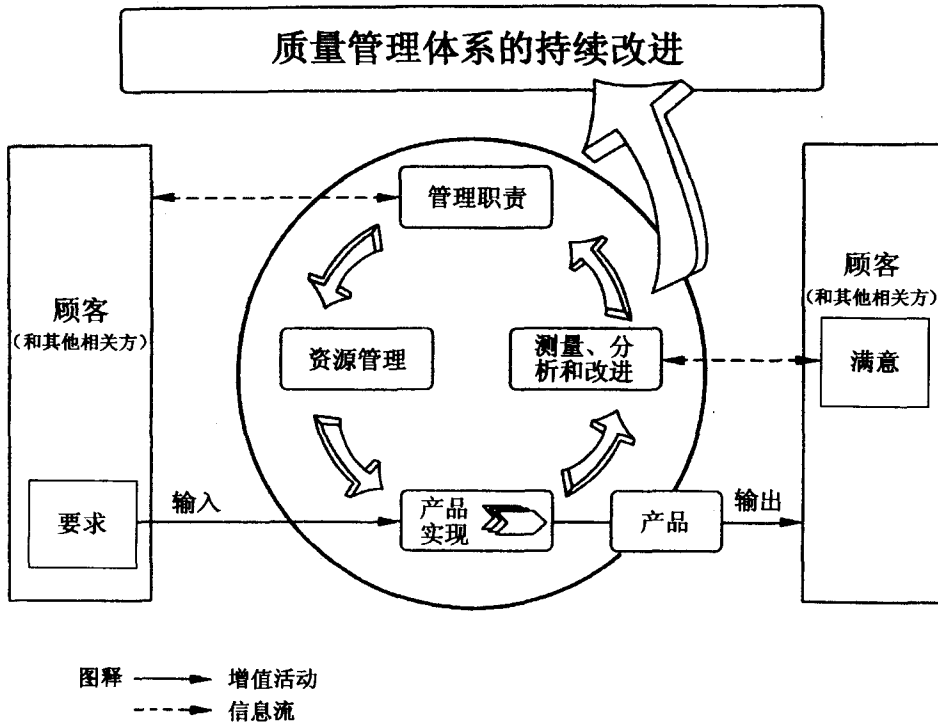 质量管理体系的持续改进
管理职责
顾客
（和其他相关方）
顾客
（和其他相关方）
资源管理
测量、分
析和改进
满意
要求
输入
产品
实现
产品
输出
图释
增值活动
信息流